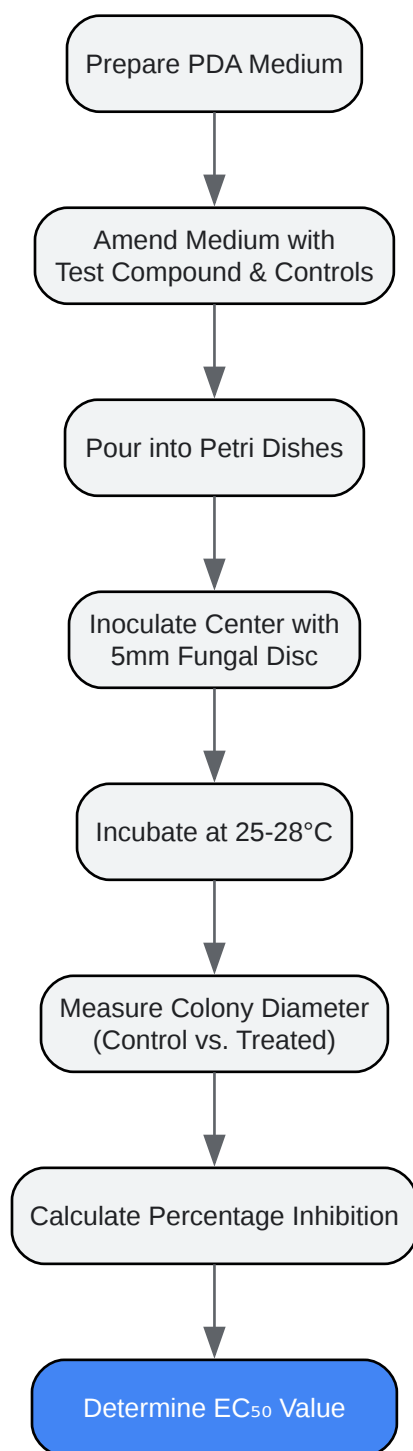 Prepare PDA Medium
Amend Medium with
Test Compound & Controls
Pour into Petri Dishes
Inoculate Center with
5mm Fungal Disc
Incubate at 25-28°C
Measure Colony Diameter
(Control vs. Treated)
Calculate Percentage Inhibition
Determine EC₅₀ Value